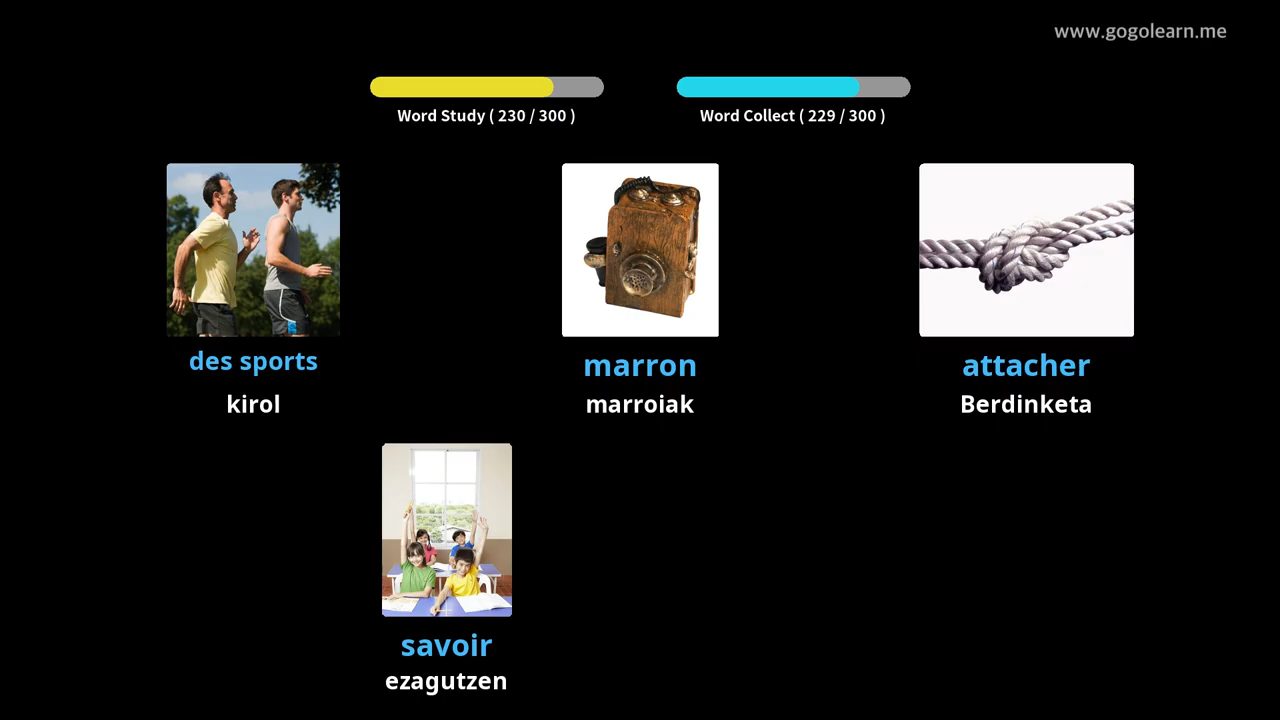 www.gogolearn.me
Word Study ( 230 / 300 )
Word Collect ( 229 / 300 )
des sports
kirol
marron
marroiak
attacher
Berdinketa
savoir
ezagutzen